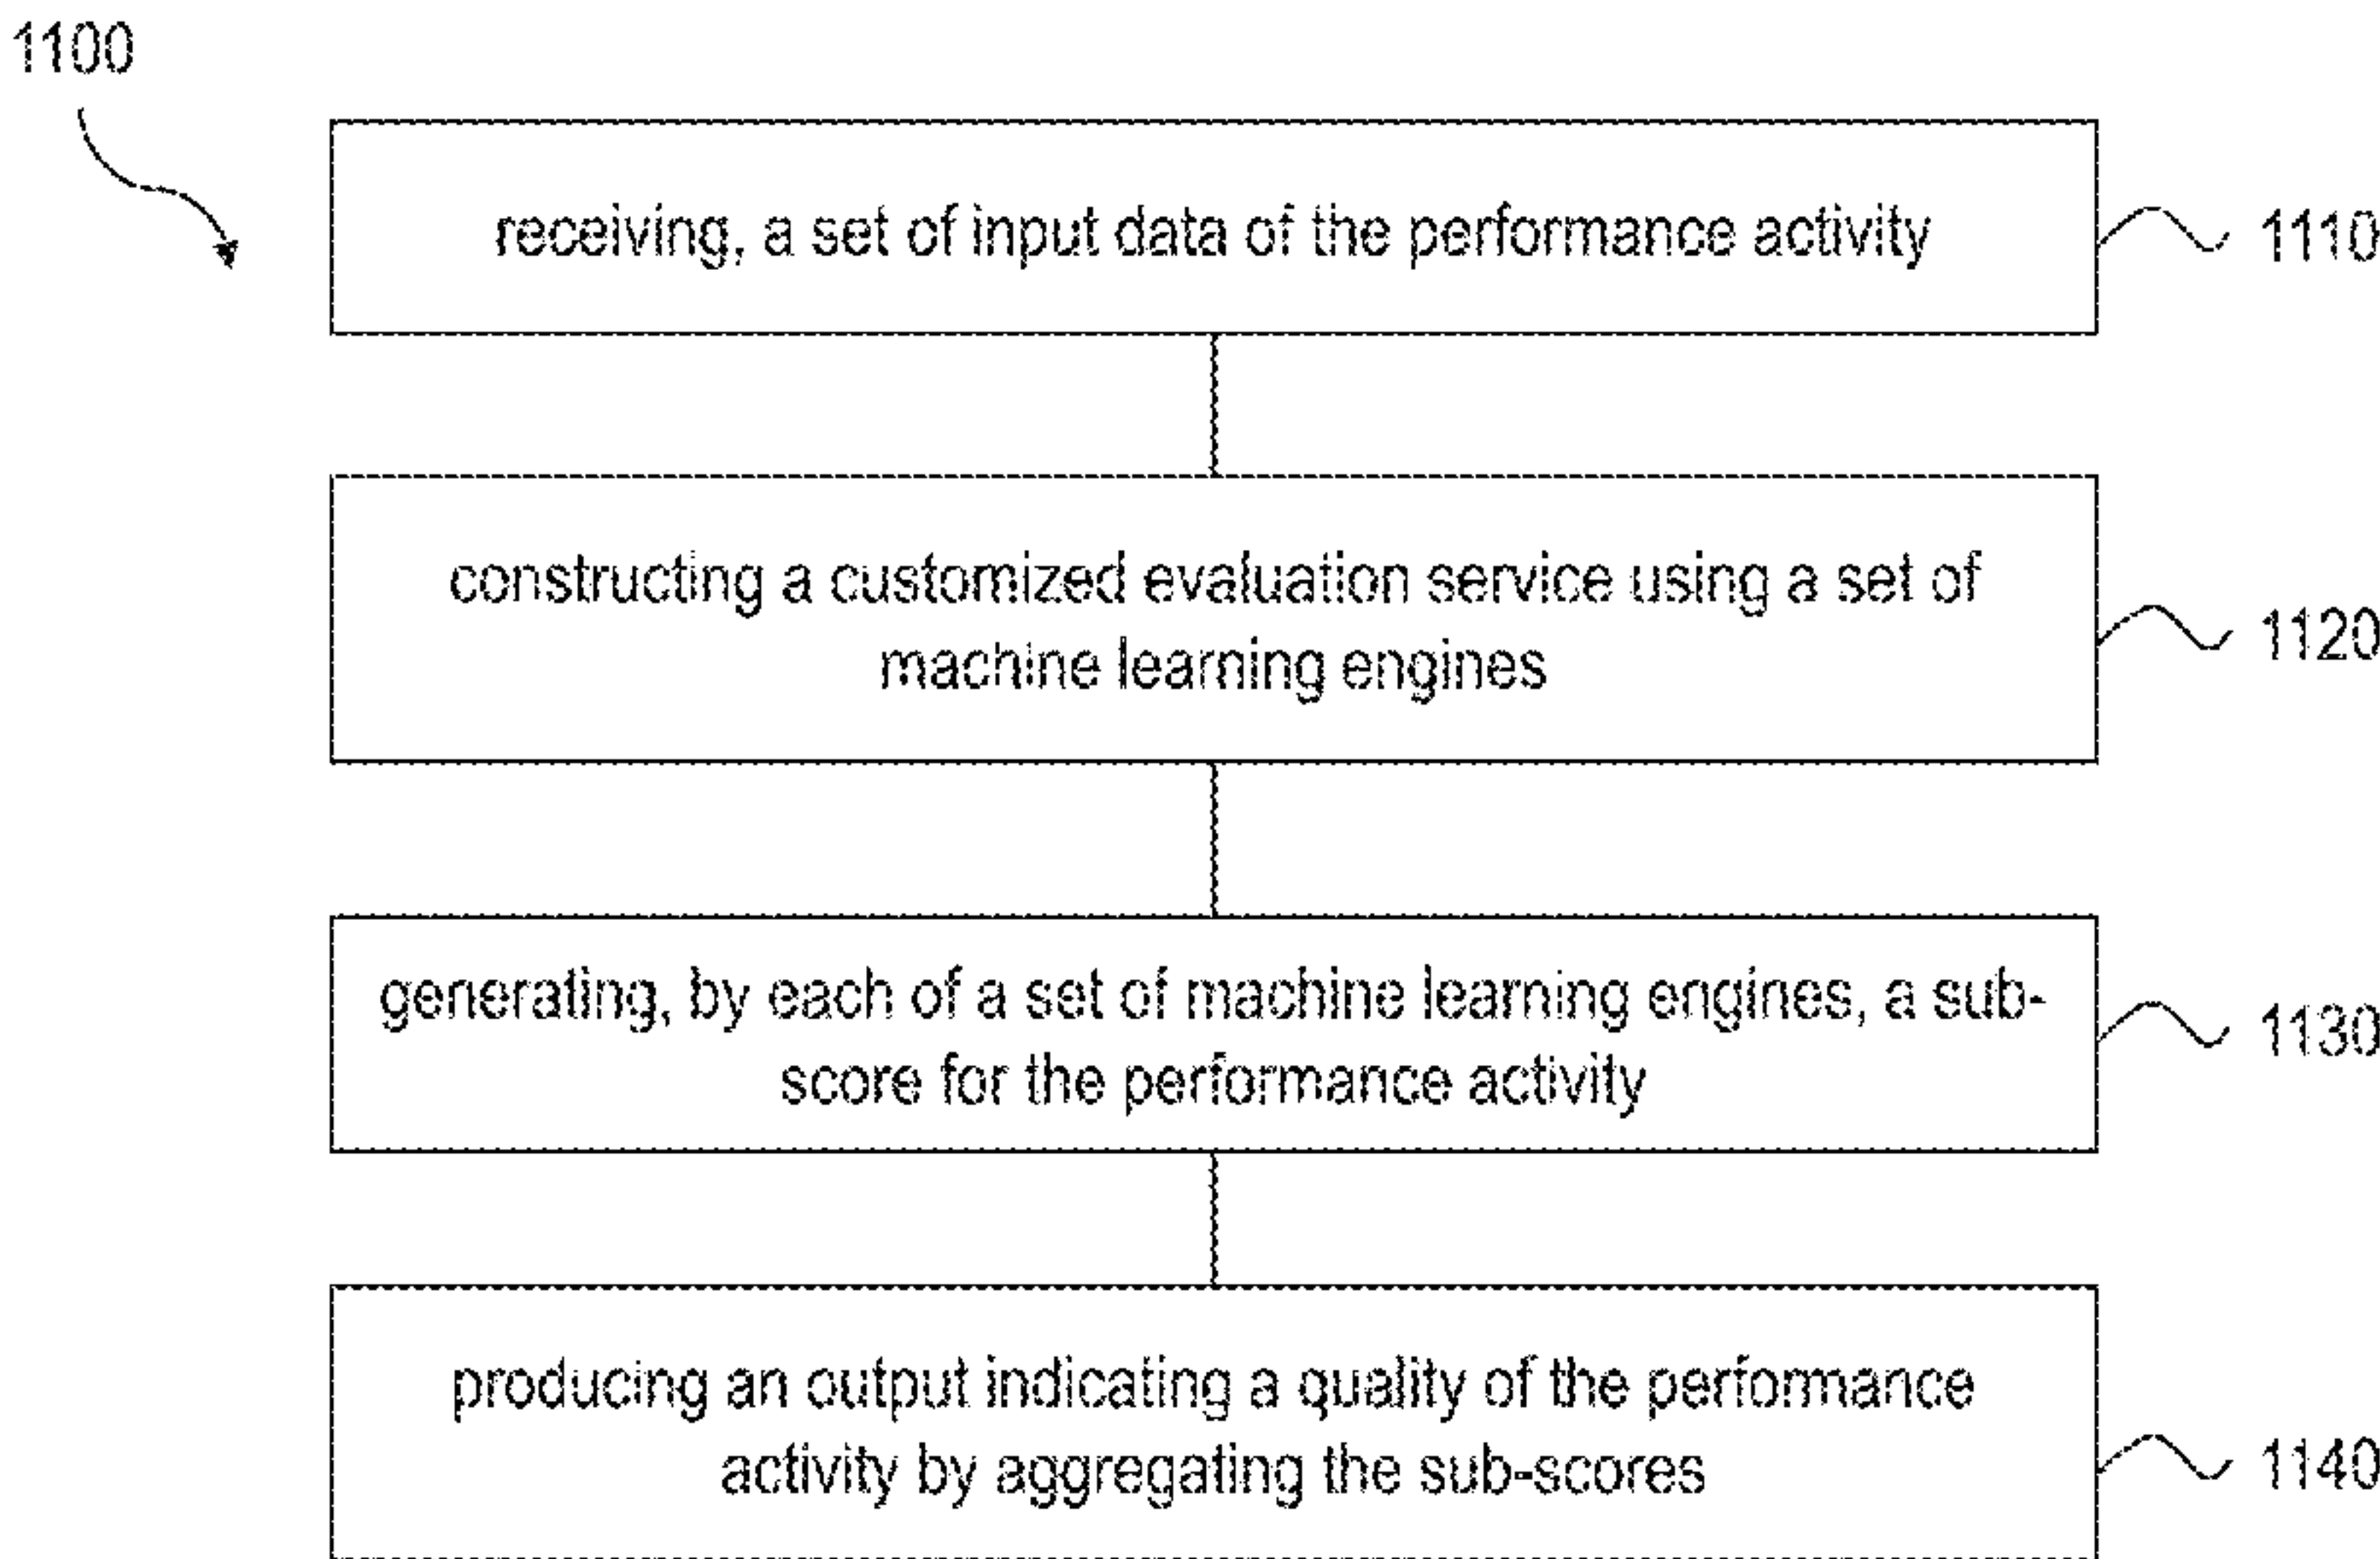 1100
receiving, a set of input data of the performance activity
1110
constructing a customized evaluation service using a set of
machine learning engines
1120
generating, by each of a set of machine learning engines, a sub-
score for the performance activity
1130
producing an output indicating a quality of the performance
activity by aggregating the sub-scores
1140